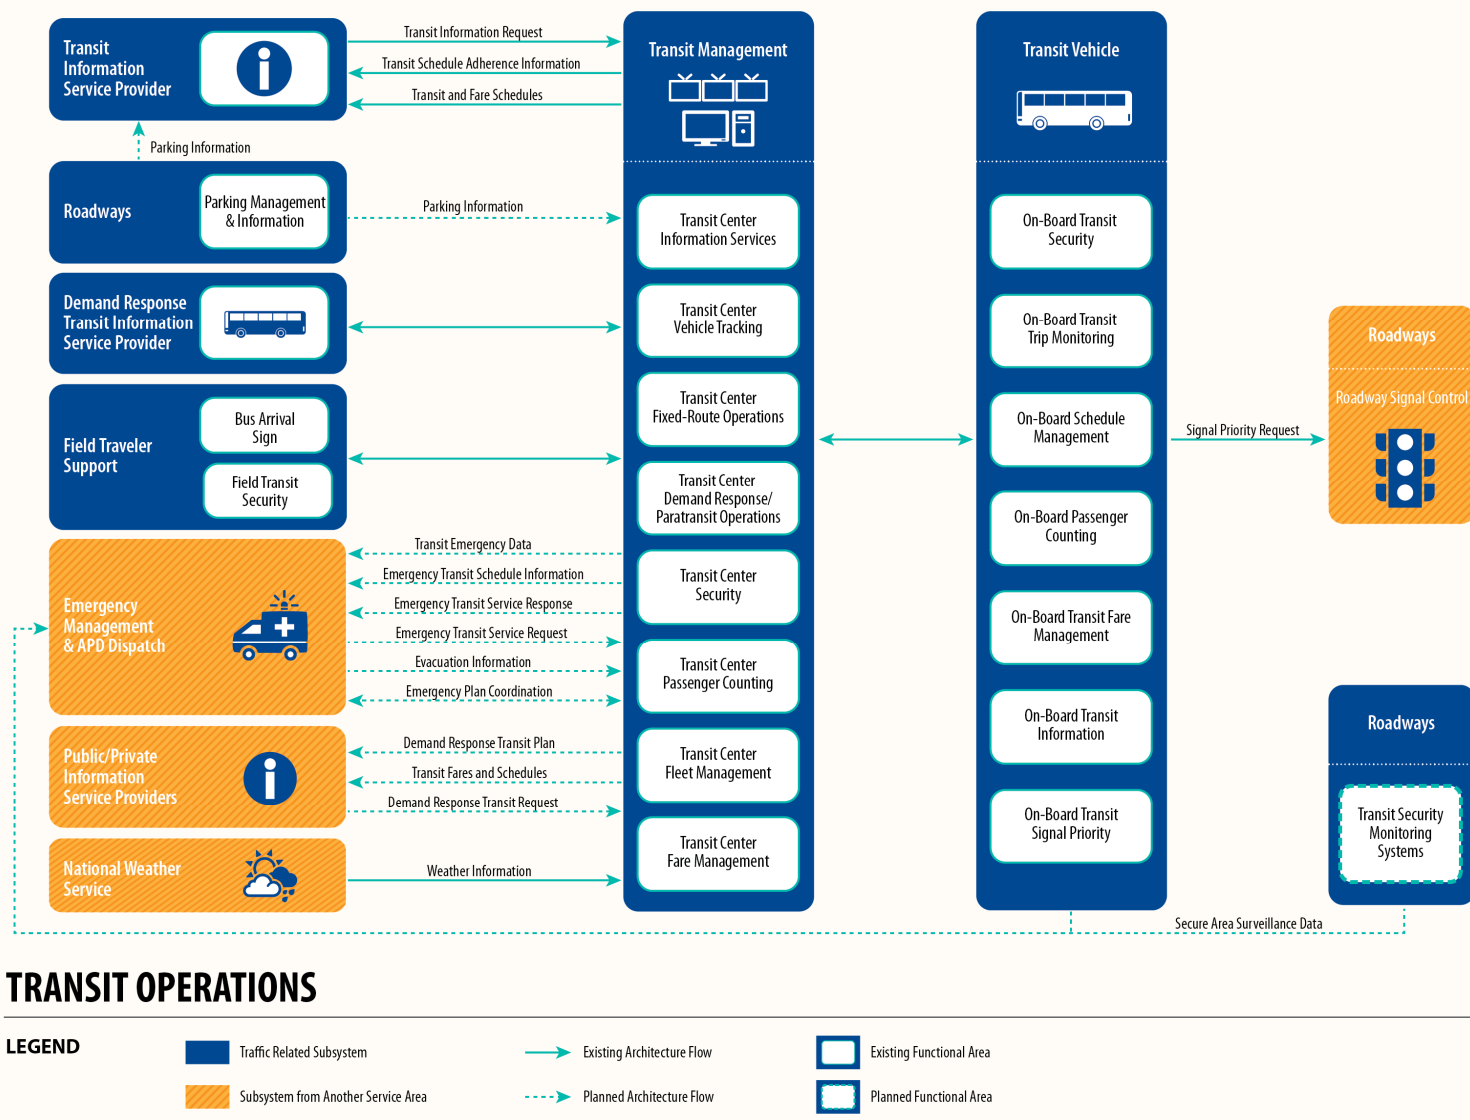 Transit
Information
Service Provider
Transit Information Request
Transit Schedule Adherence Information
Transit and Fare Schedules
Parking Information
Roadways
Parking Management
& Information
Parking Information
Demand Response
Transit Information
Service Provider
Field Traveler
Support
Bus Arrival
Sign
Field Transit
Security
Emergency
Management
& APD Dispatch
Transit Emergency Data
Emergency Transit Schedule Information
Emergency Transit Service Response
Emergency Transit Service Request
Evacuation Information
Emergency Plan Coordination
Public/Private
Information
Service Providers
Demand Response Transit Plan
Transit Fares and Schedules
Demand Response Transit Request
National Weather
Service
Weather Information
Transit Management
Transit Center
Information Services
Transit Center
Vehicle Tracking
Transit Center
Fixed-Route Operations
Transit Center
Demand Response/
Paratransit Operations
Transit Center
Security
Transit Center
Passenger Counting
Transit Center
Fleet Management
Transit Center
Fare Management
Transit Vehicle
On-Board Transit
Security
On-Board Transit
Trip Monitoring
On-Board Schedule
Management
On-Board Passenger
Counting
On-Board Transit Fare
Management
On-Board Transit
Information
On-Board Transit
Signal Priority
Signal Priority Request
Roadways
Roadway Signal Control
Roadways
Transit Security
Monitoring
Systems
Secure Area Surveillance Data
TRANSIT OPERATIONS
LEGEND
Traffic Related Subsystem
Existing Architecture Flow
Existing Functional Area
Subsystem from Another Service Area
Planned Architecture Flow
Planned Functional Area